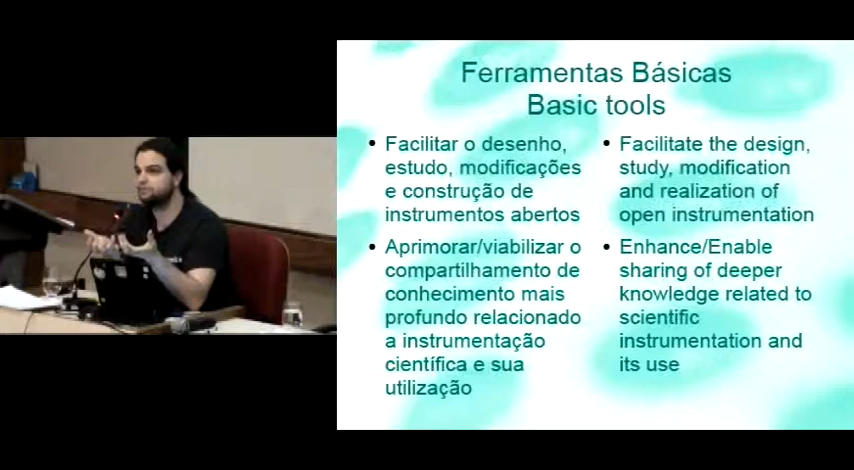 Ferramentas Básicas
Basic tools
Facilitar o desenho,
estudo, modificações
e construção de
instrumentos abertos
Aprimorar/viabilizar o
compartilhamento de
conhecimento mais
profundo relacionado
a instrumentação
científica e sua
utilização
Facilitate the design,
study, modification
and realization of
open instrumentation
Enhance/Enable
sharing of deeper
knowledge related to
scientific
instrumentation and
its use